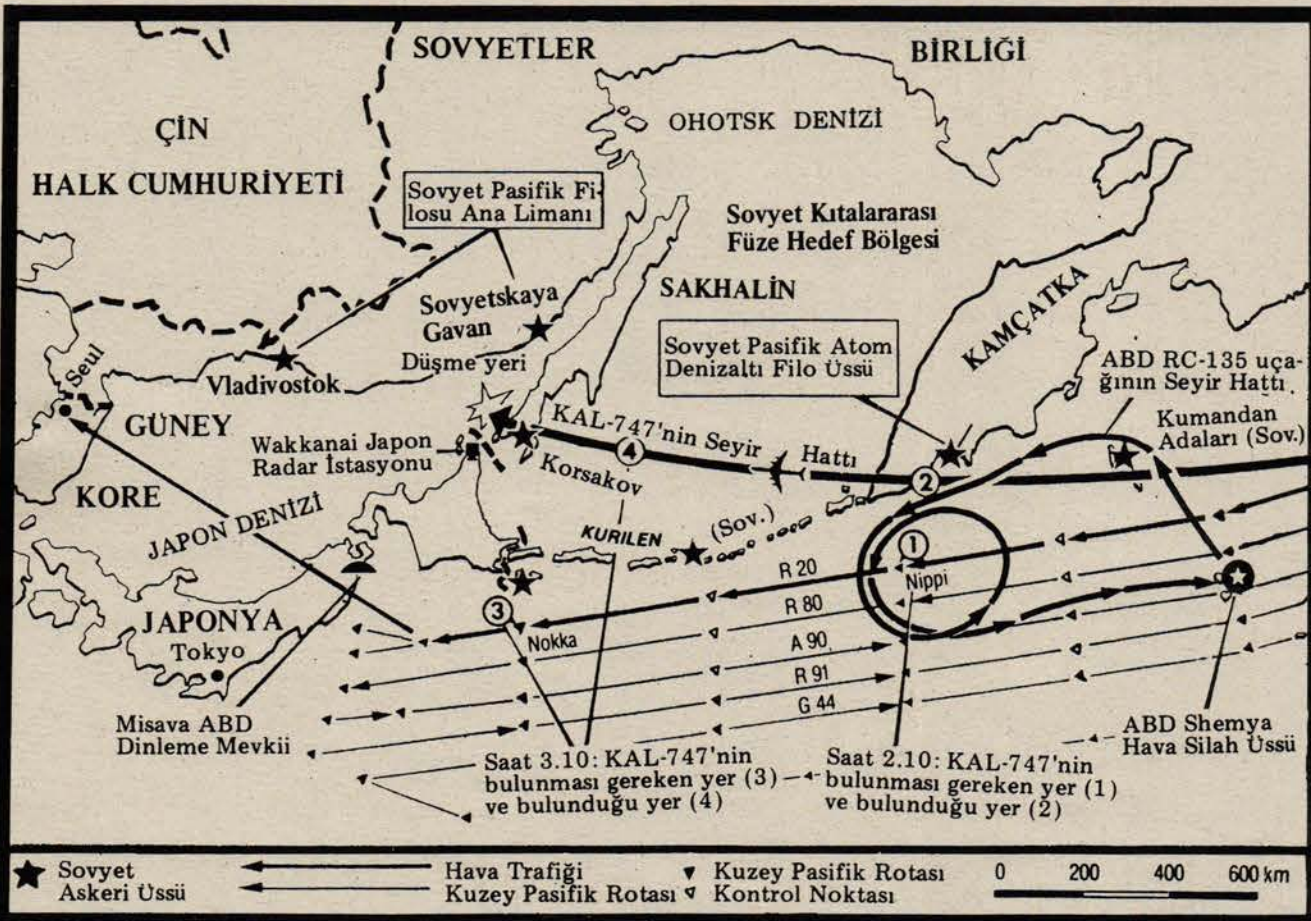 SOVYETLER
BİRLİĞİ
ÇİN
HALK CUMHURİYETİ
OHOTSK DENİZİ
Sovyet Pasifik Fi-
losu Ana Limanı
Sovyet Kıtalararası
Füze Hedef Bölgesi
SAKHALİN
KAMÇATKA
Sovyetskaya
Gavan
Düşme yeri
Sovyet Pasifik Atom
Denizaltı Filo Üssü
ABD RC-135 uça-
ğının Seyir Hattı
Kumandan
Adaları (Sov.)
Seul
Vladivostok
GÜNEY
KORE
Wakkanai Japon
Radar İstasyonu
KAL-747'nin Seyir Hattı
4
2
Korsakov
JAPON DENİZİ
KURILEN (Sov.)
1
Nippi
R 20
R 80
A 90
R 91
G 44
3
Nokka
JAPONYA
Tokyo
Misava ABD
Dinleme Mevkii
Saat 3.10: KAL-747'nin
bulunması gereken yer (3)
ve bulunduğu yer (4)
Saat 2.10: KAL-747'nin
bulunması gereken yer (1)
ve bulunduğu yer (2)
ABD Shemya
Hava Silah Üssü
Sovyet
Askeri Üssü
Hava Trafiği
Kuzey Pasifik Rotası
Kuzey Pasifik Rotası
Kontrol Noktası
0 200 400 600 km